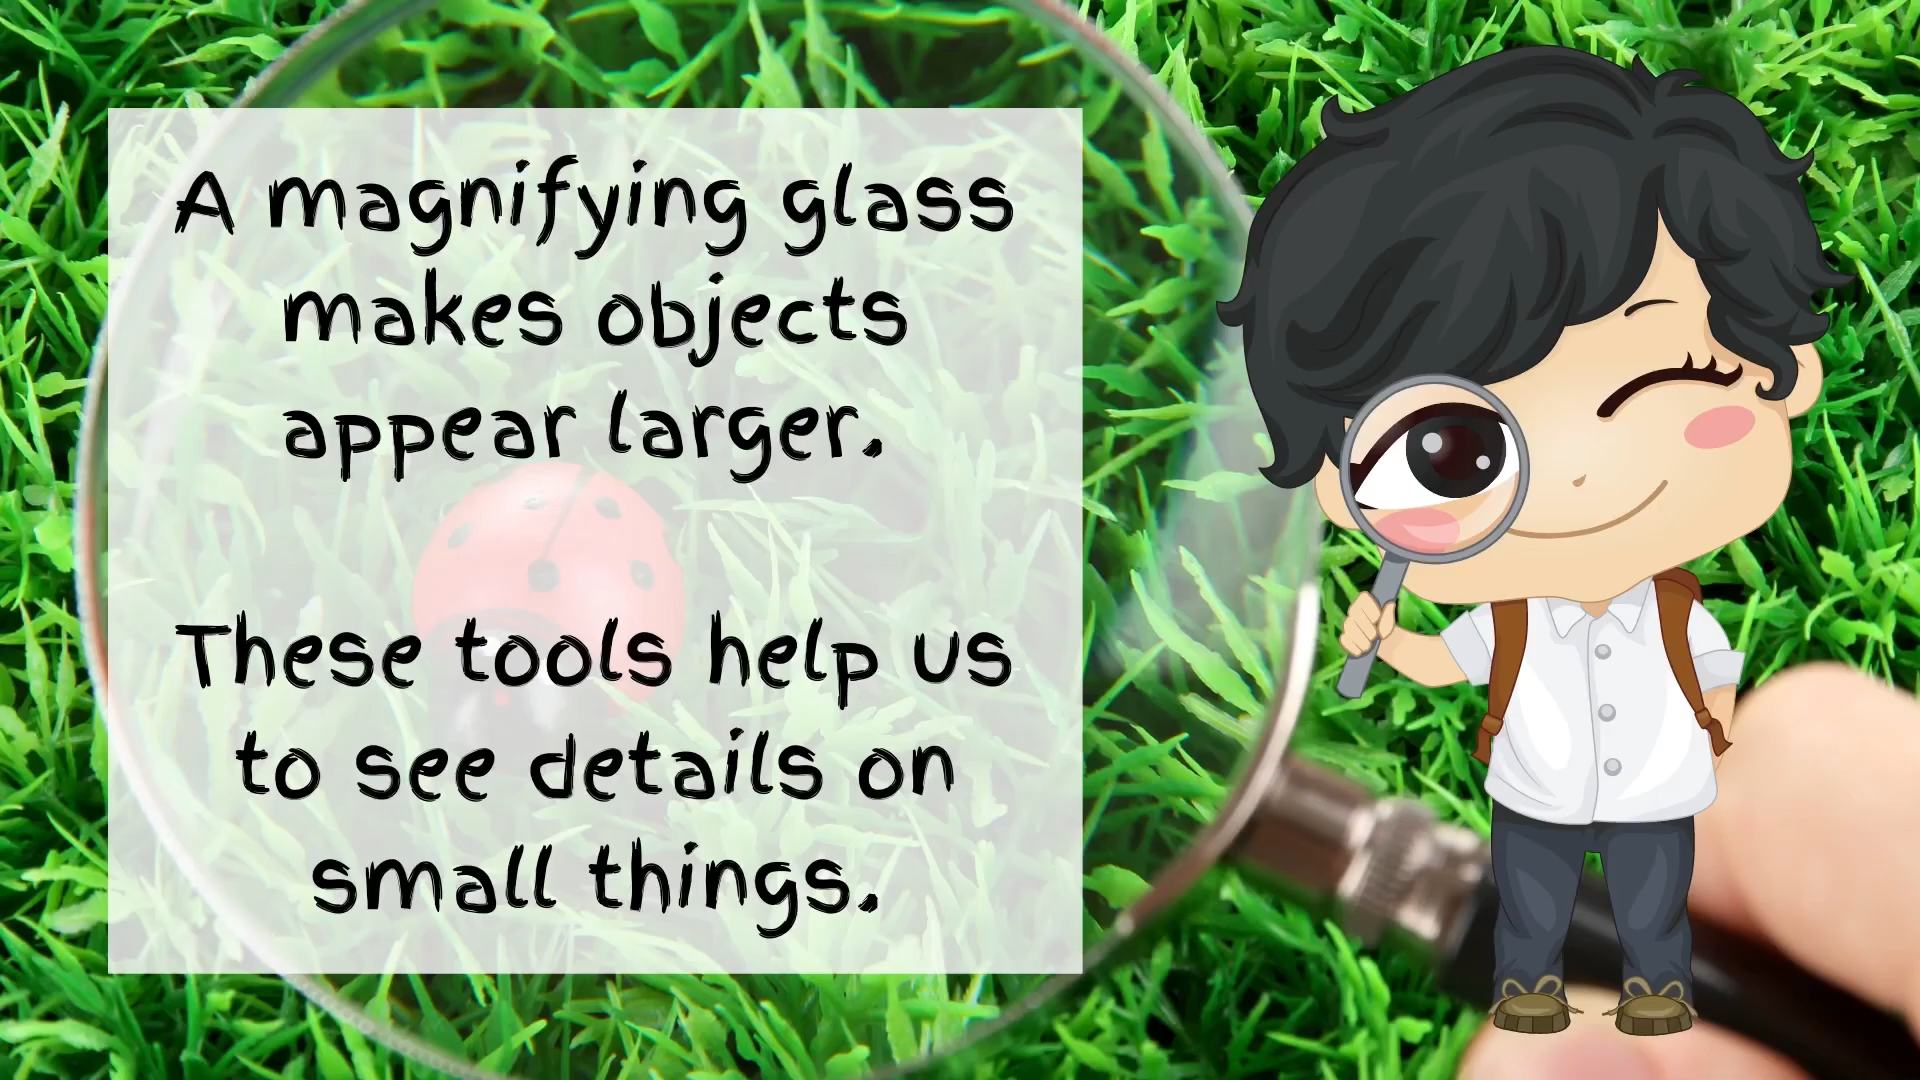 A magnifying glass
makes objects
appear larger.
These tools help us
to see details on
small things.